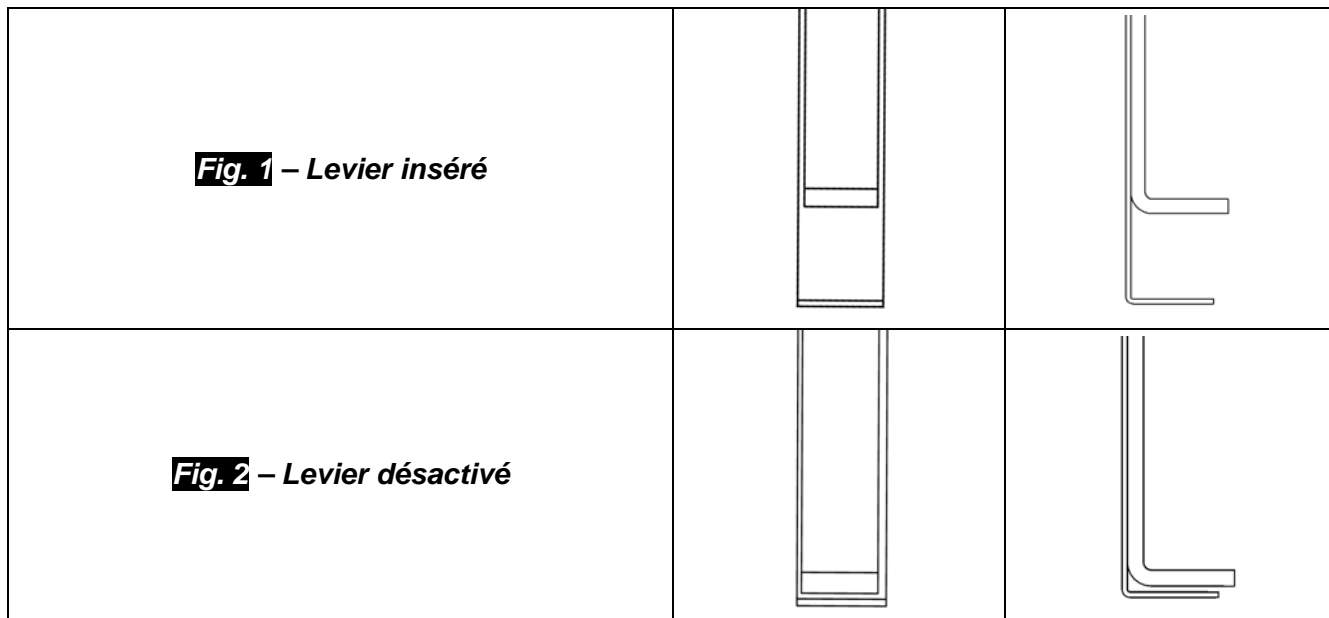 Fig. 1 – Levier inséré
Fig. 2 – Levier désactivé